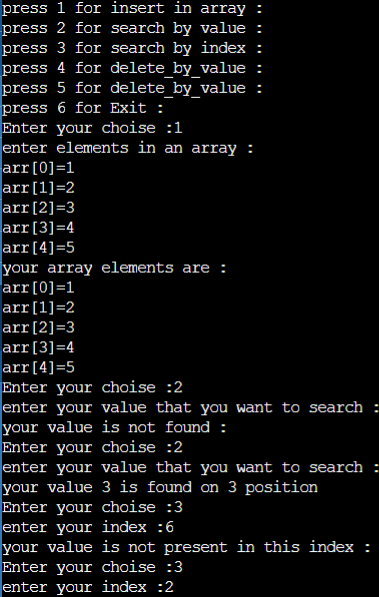 press 1 for insert in array :
press 2 for search by value :
press 3 for search by index :
press 4 for delete_by_value :
press 5 for delete_by_value :
press 6 for Exit :
Enter your choise :1
enter elements in an array :
arr[0]=1
arr[1]=2
arr[2]=3
arr[3]=4
arr[4]=5
your array elements are :
arr[0]=1
arr[1]=2
arr[2]=3
arr[3]=4
arr[4]=5
Enter your choise :2
enter your value that you want to search :
your value is not found :
Enter your choise :2
enter your value that you want to search :
your value 3 is found on 3 position
Enter your choise :3
enter your index :6
your value is not present in this index :
Enter your choise :3
enter your index :2